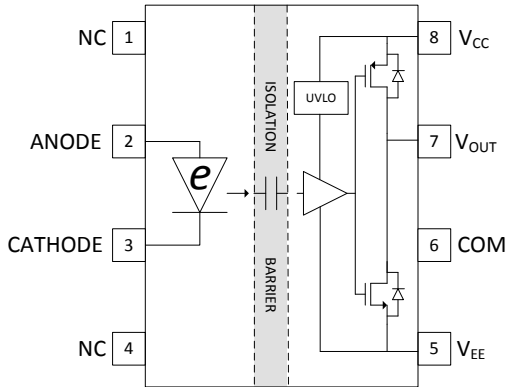 NC 1
8 VCC
ISOLATION
UVLO
ANODE 2
7 VOUT
e
CATHODE 3
6 COM
BARRIER
NC 4
5 VEE